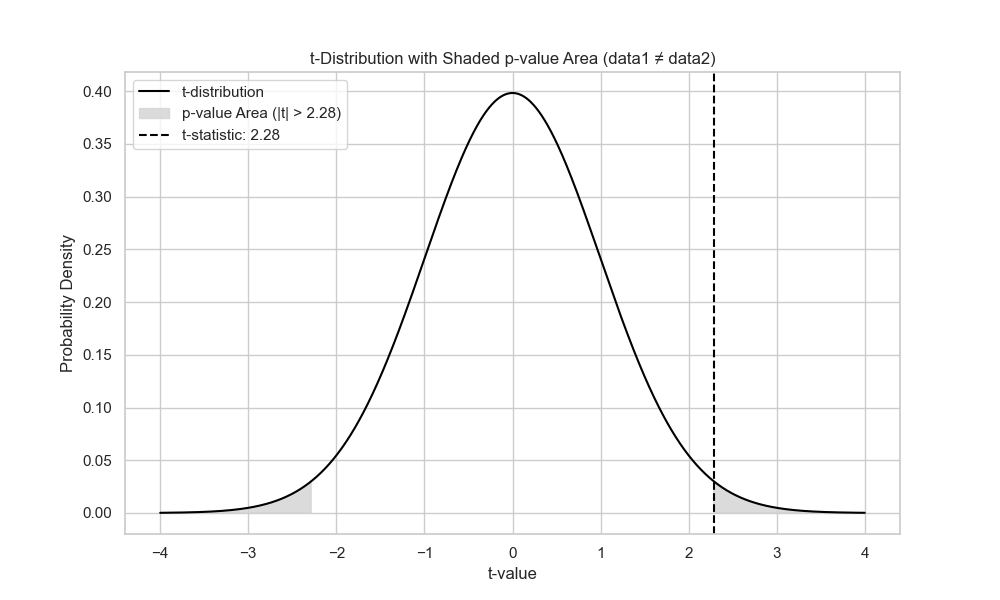 t-Distribution with Shaded p-value Area (data1 ≠ data2)
t-distribution
p-value Area (|t| > 2.28)
t-statistic: 2.28
Probability Density
0.40
0.35
0.30
0.25
0.20
0.15
0.10
0.05
0.00
−4 −3 −2 −1 0 1 2 3 4
t-value